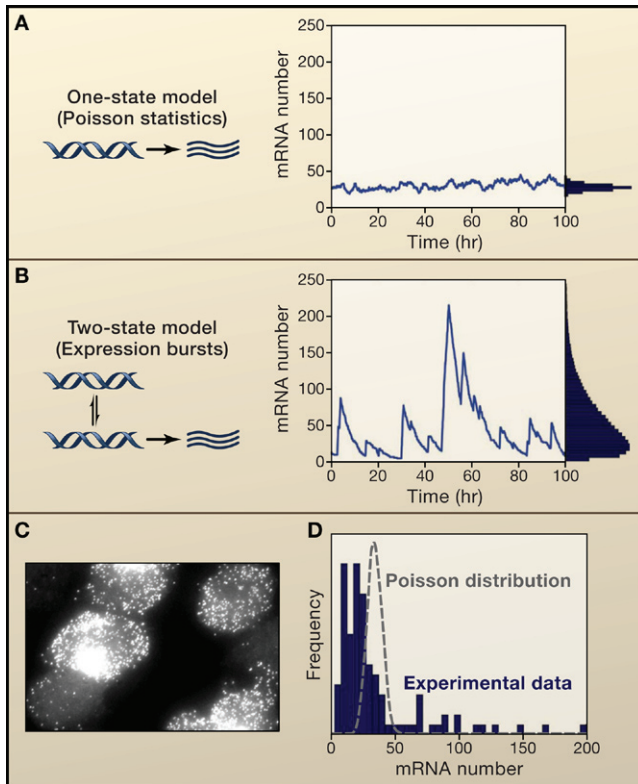 A
One-state model
(Poisson statistics)
mRNA number
250
200
150
100
50
0
0 20 40 60 80 100
Time (hr)
B
Two-state model
(Expression bursts)
mRNA number
250
200
150
100
50
0
0 20 40 60 80 100
Time (hr)
C
D
Frequency
Poisson distribution
Experimental data
0 50 100 150 200
mRNA number